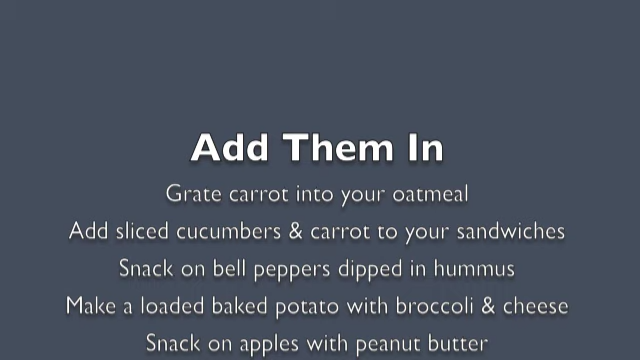 Add Them In
Grate carrot into your oatmeal
Add sliced cucumbers & carrot to your sandwiches
Snack on bell peppers dipped in hummus
Make a loaded baked potato with broccoli & cheese
Snack on apples with peanut butter